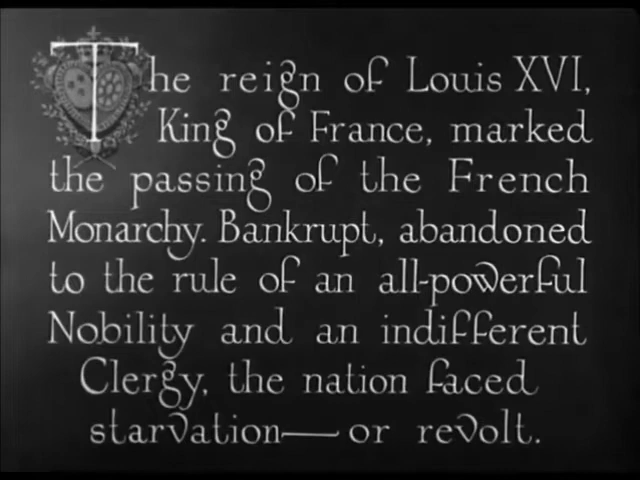 The reign of Louis XVI,
King of France, marked
the passing of the French
Monarchy. Bankrupt, abandoned
to the rule of an all-powerful
Nobility and an indifferent
Clergy, the nation faced
starvation—or revolt.